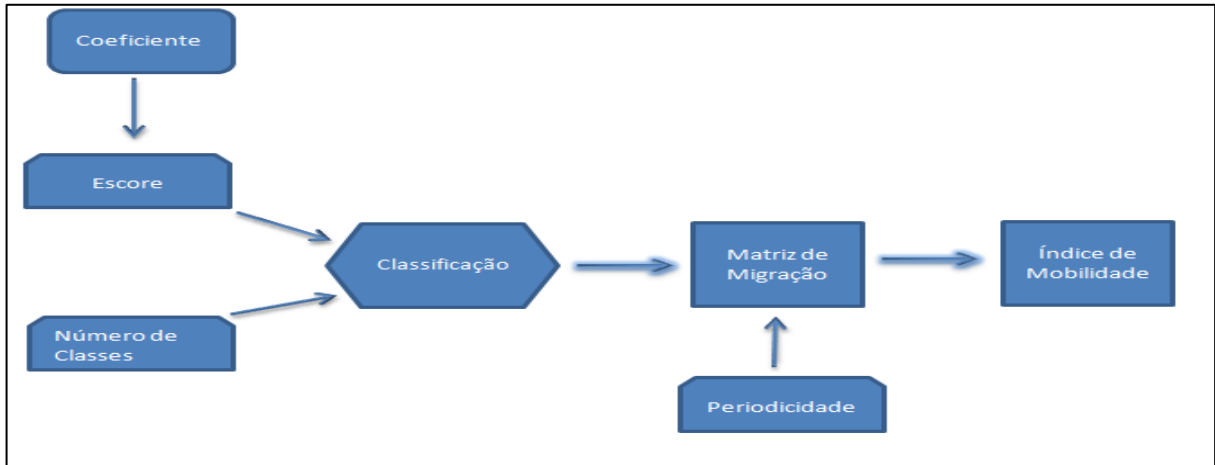 Coeficiente
Escore
Classificação
Número de
Classes
Matriz de
Migração
Índice de
Mobilidade
Periodicidade